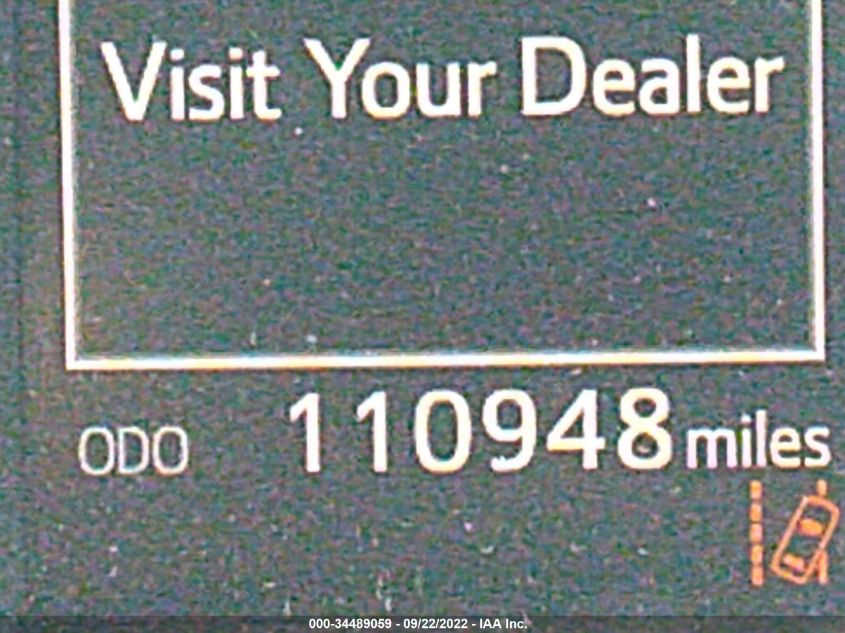 Visit Your Dealer
ODO 110948 miles
000-34489059 - 09/22/2022 - IAA Inc.